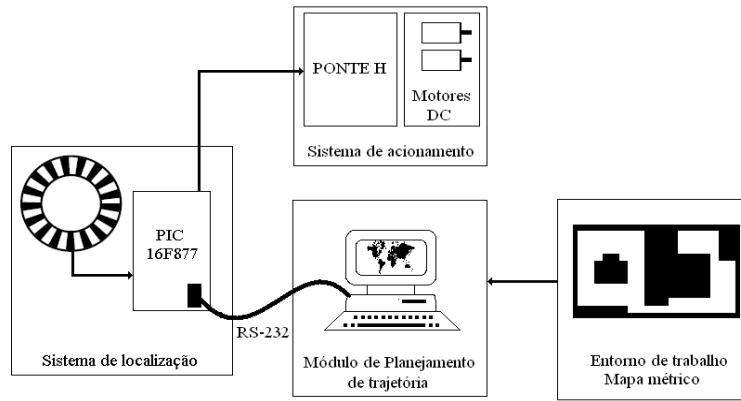 PONTE H
Motores
DC
Sistema de acionamento
PIC
16F877
RS-232
Sistema de localização
Módulo de Planejamento
de trajetória
Entorno de trabalho
Mapa métrico